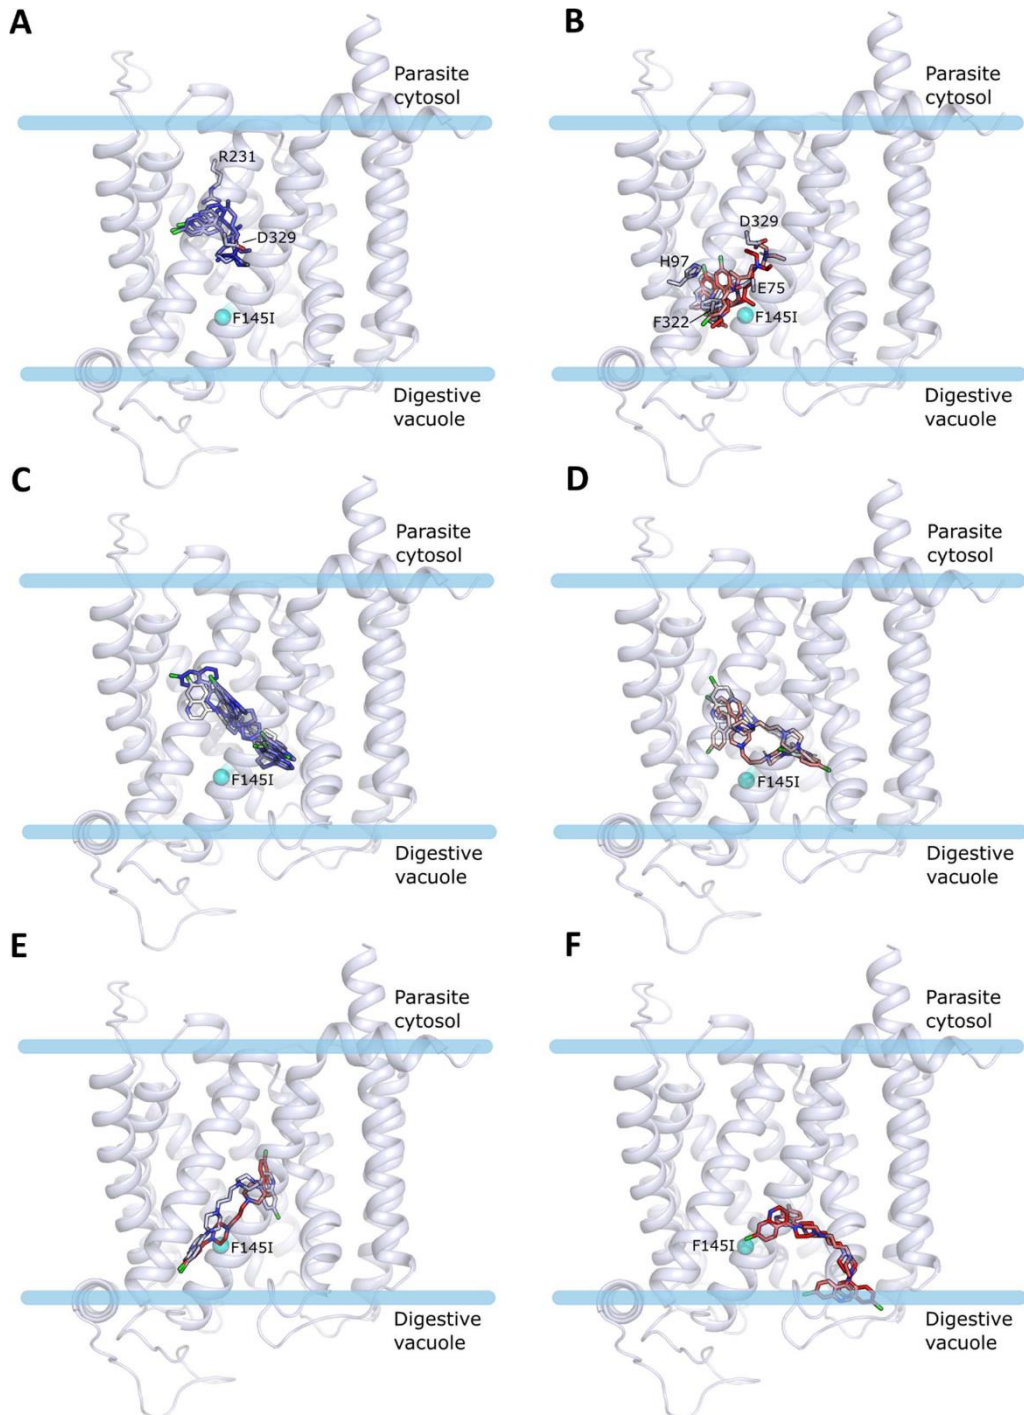 A
Parasite
cytosol
R231
D329
F145I
Digestive
vacuole
B
Parasite
cytosol
D329
H97
E75
F322
F145I
Digestive
vacuole
C
Parasite
cytosol
F145I
Digestive
vacuole
D
Parasite
cytosol
F145I
Digestive
vacuole
E
Parasite
cytosol
F145I
Digestive
vacuole
F
Parasite
cytosol
F145I
Digestive
vacuole